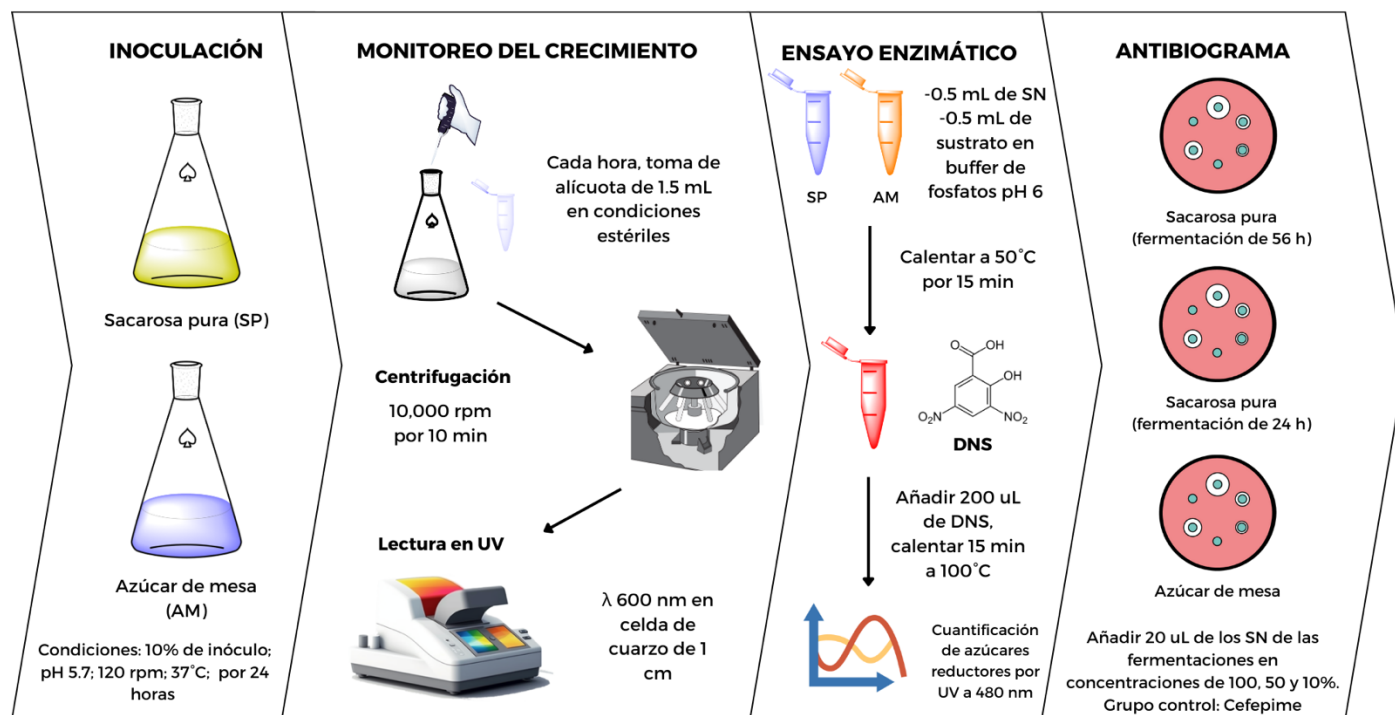 INOCULACIÓN
Sacarosa pura (SP)
Azúcar de mesa
(AM)
Condiciones: 10% de inóculo;
pH 5.7; 120 rpm; 37°C; por 24
horas
MONITOREO DEL CRECIMIENTO
Cada hora, toma de
alícuota de 1.5 mL
en condiciones
estériles
Centrifugación
10,000 rpm
por 10 min
Lectura en UV
λ 600 nm en
celda de
cuarzo de 1
cm
ENSAYO ENZIMÁTICO
-0.5 mL de SN
-0.5 mL de
sustrato en
buffer de
fosfatos pH 6
SP
AM
Calentar a 50°C
por 15 min
O
OH
OH
O₂N
NO₂
DNS
Añadir 200 uL
de DNS,
calentar 15 min
a 100°C
Cuantificación
de azúcares
reductores por
UV a 480 nm
ANTIBIOGRAMA
Sacarosa pura
(fermentación de 56 h)
Sacarosa pura
(fermentación de 24 h)
Azúcar de mesa
Añadir 20 uL de los SN de las
fermentaciones en
concentraciones de 100, 50 y 10%.
Grupo control: Cefepime